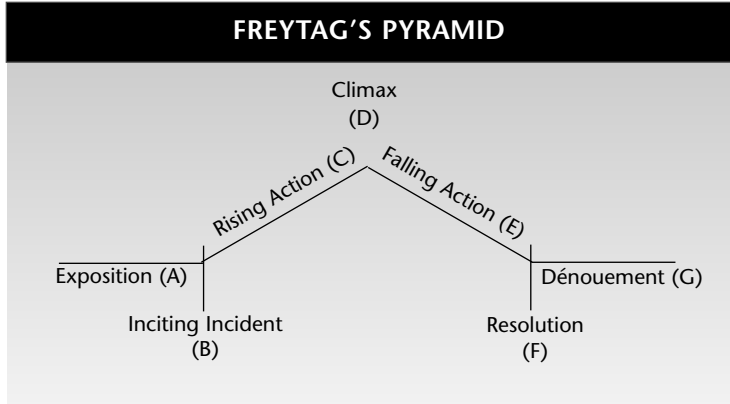 FREYTAG’S PYRAMID
Climax
(D)
Rising Action (C)
Falling Action (E)
Exposition (A)
Dénouement (G)
Inciting Incident
(B)
Resolution
(F)